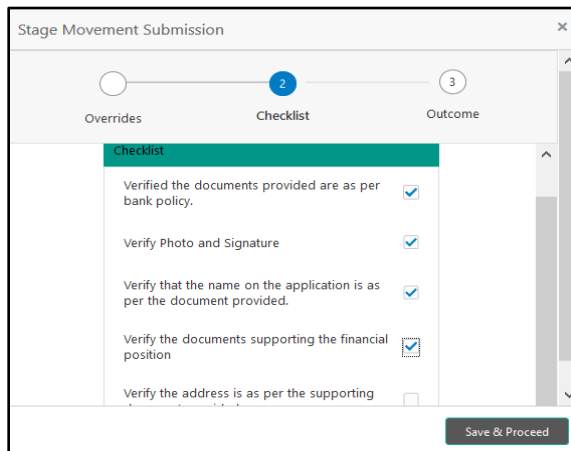 Stage Movement Submission
×
2
3
Overrides
Checklist
Outcome
Checklist
Verified the documents provided are as per
bank policy.
Verify Photo and Signature
Verify that the name on the application is as
per the document provided.
Verify the documents supporting the financial
position
Verify the address is as per the supporting
Save & Proceed